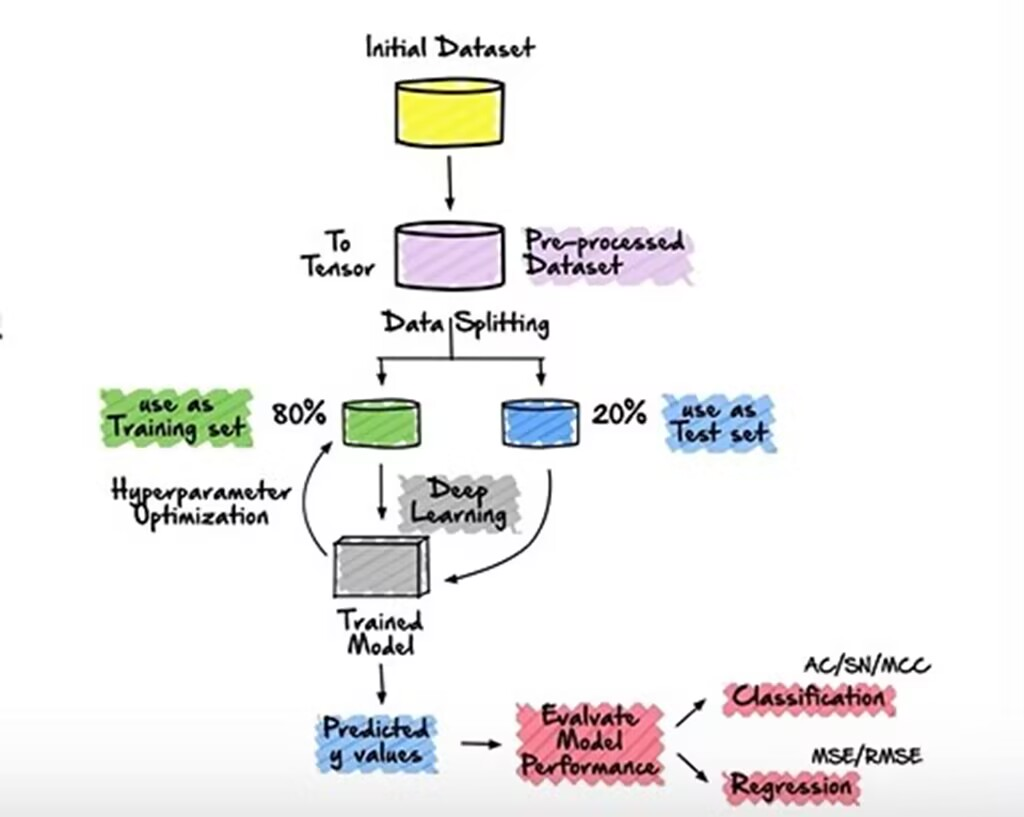 Initial Dataset
To
Tensor
Pre-processed
Dataset
Data Splitting
use as
Training set
80%
20%
use as
Test set
Hyperparameter
Optimization
Deep
Learning
Trained
Model
Predicted
y values
Evaluate
Model
Performance
AC/SN/MCC
Classification
MSE/RMSE
Regression